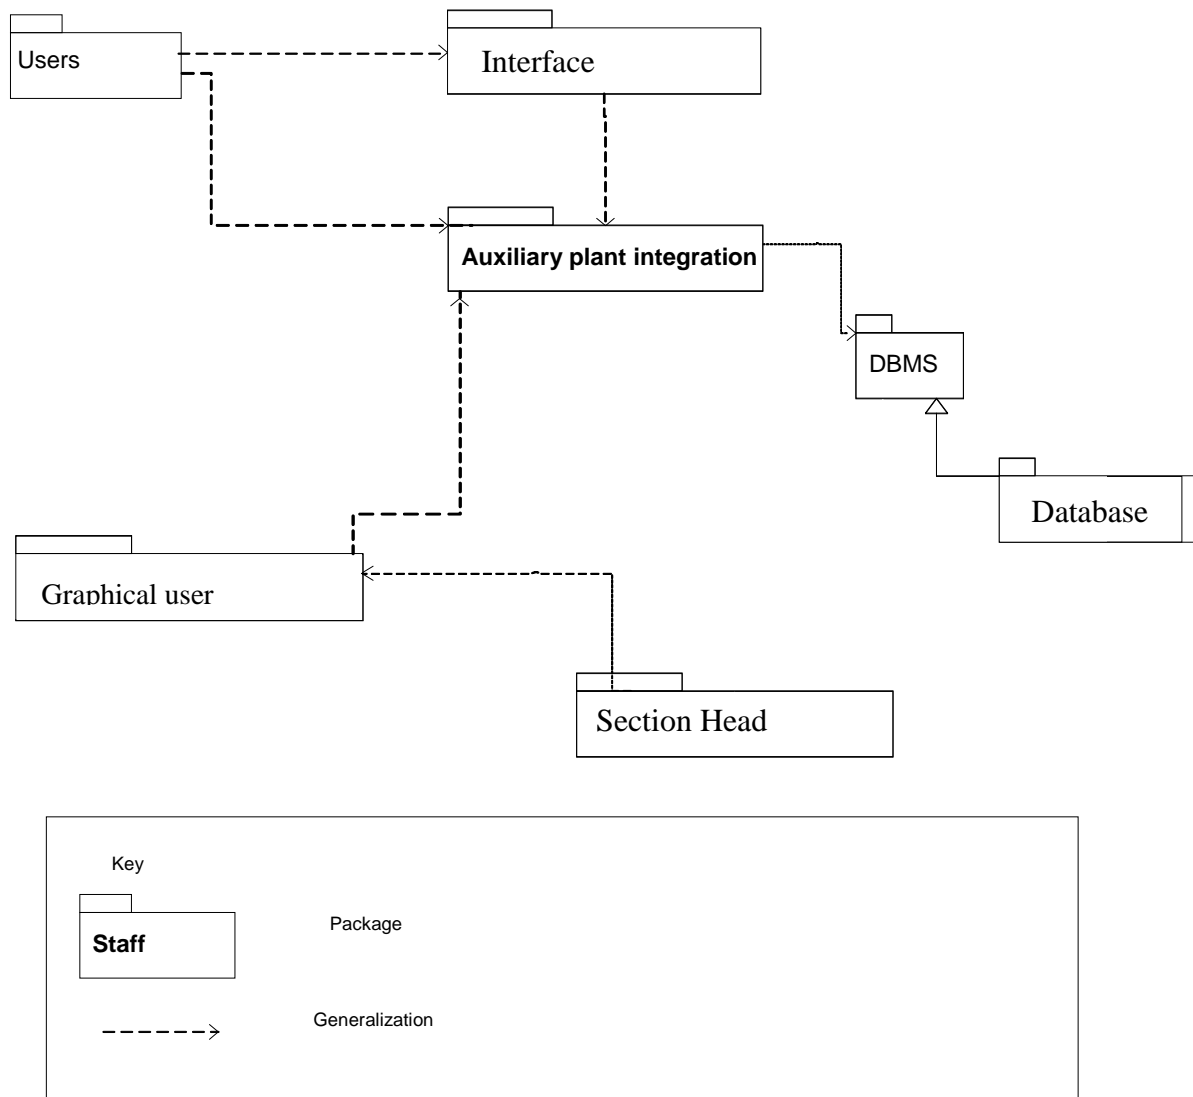 Users
Interface
Auxiliary plant integration
DBMS
Database
Graphical user
Section Head
Key
Staff
Package
Generalization